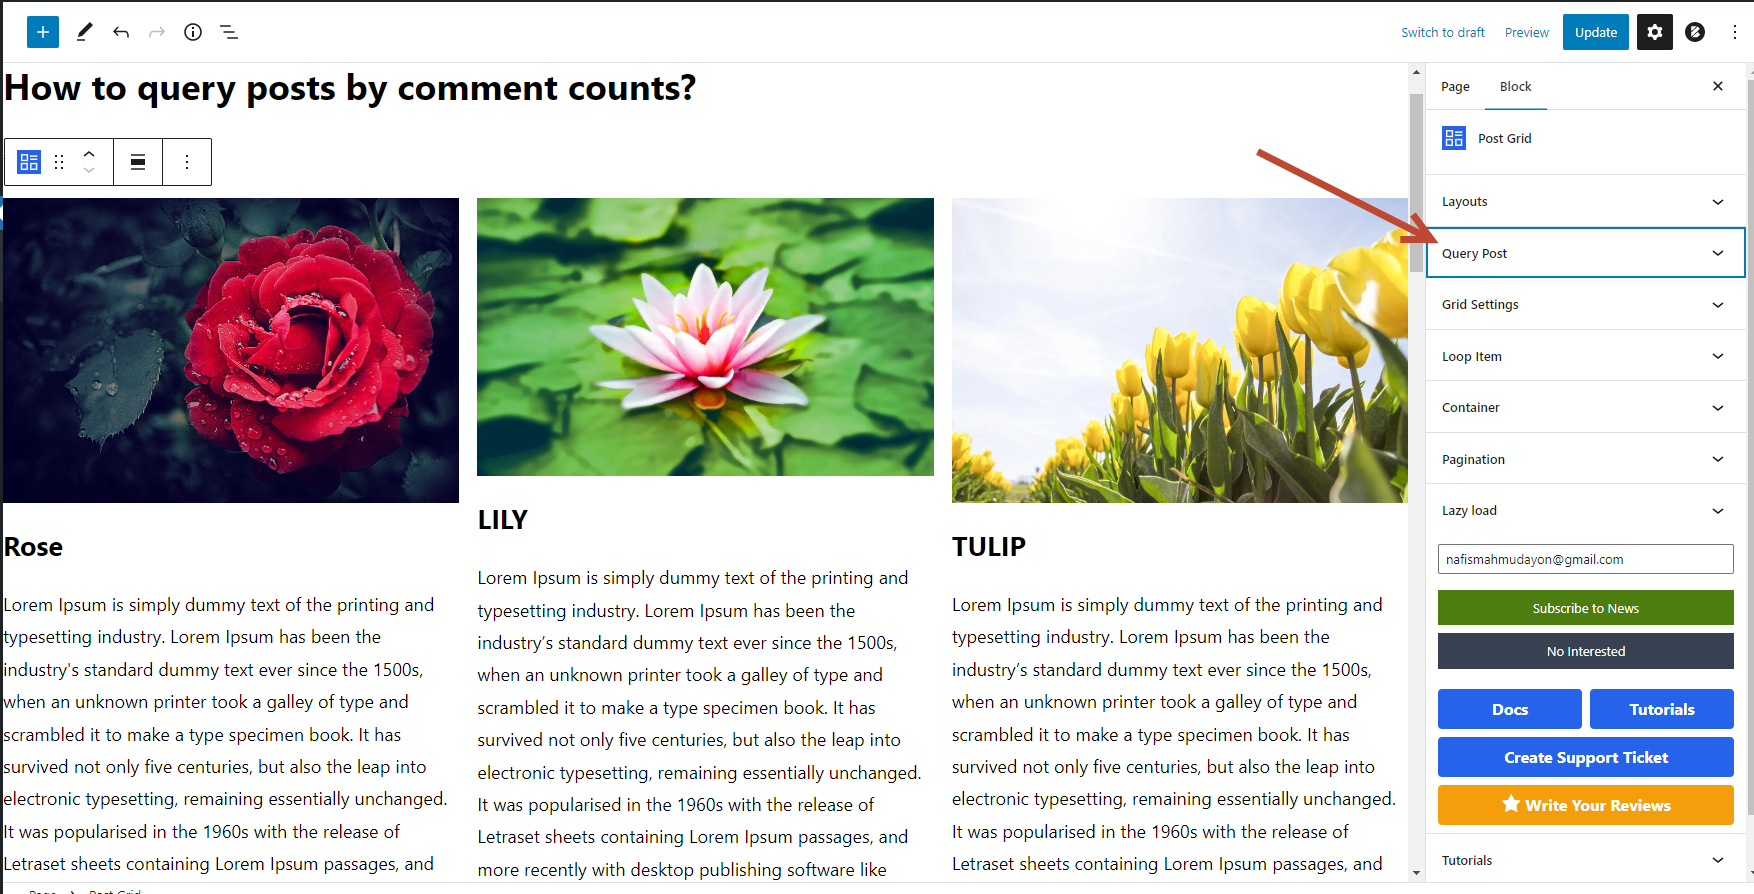 Switch to draft
Preview
Update
How to query posts by comment counts?
Rose
Lorem Ipsum is simply dummy text of the printing and
typesetting industry. Lorem Ipsum has been the
industry's standard dummy text ever since the 1500s,
when an unknown printer took a galley of type and
scrambled it to make a type specimen book. It has
survived not only five centuries, but also the leap into
electronic typesetting, remaining essentially unchanged.
It was popularised in the 1960s with the release of
Letraset sheets containing Lorem Ipsum passages, and
LILY
Lorem Ipsum is simply dummy text of the printing and
typesetting industry. Lorem Ipsum has been the
industry’s standard dummy text ever since the 1500s,
when an unknown printer took a galley of type and
scrambled it to make a type specimen book. It has
survived not only five centuries, but also the leap into
electronic typesetting, remaining essentially unchanged.
It was popularised in the 1960s with the release of
Letraset sheets containing Lorem Ipsum passages, and
more recently with desktop publishing software like
TULIP
Lorem Ipsum is simply dummy text of the printing and
typesetting industry. Lorem Ipsum has been the
industry’s standard dummy text ever since the 1500s,
when an unknown printer took a galley of type and
scrambled it to make a type specimen book. It has
survived not only five centuries, but also the leap into
electronic typesetting, remaining essentially unchanged.
It was popularised in the 1960s with the release of
Letraset sheets containing Lorem Ipsum passages, and
Page
Block
Post Grid
Layouts
Query Post
Grid Settings
Loop Item
Container
Pagination
Lazy load
nafismahmudayon@gmail.com
Subscribe to News
No Interested
Docs
Tutorials
Create Support Ticket
Write Your Reviews
Tutorials
Page
Post Grid